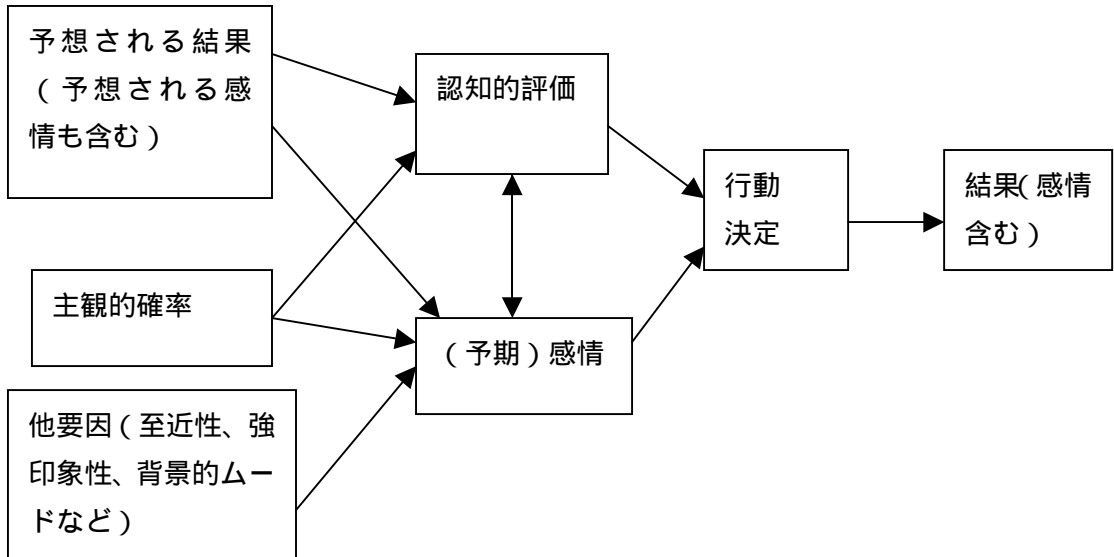 予想される結果
（予想される感
情も含む）
認知的評価
行動
決定
結果（感情
含む）
主観的確率
（予期）感情
他要因（至近性、強
印象性、背景的ムー
ドなど）